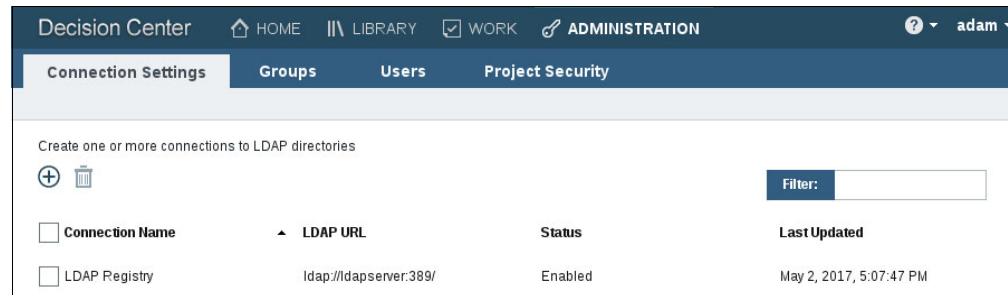 Decision Center HOME LIBRARY WORK ADMINISTRATION ? adam
Connection Settings Groups Users Project Security
Create one or more connections to LDAP directories
Filter:
Connection Name LDAP URL Status Last Updated
LDAP Registry ldap://ldapserver:389/ Enabled May 2, 2017, 5:07:47 PM